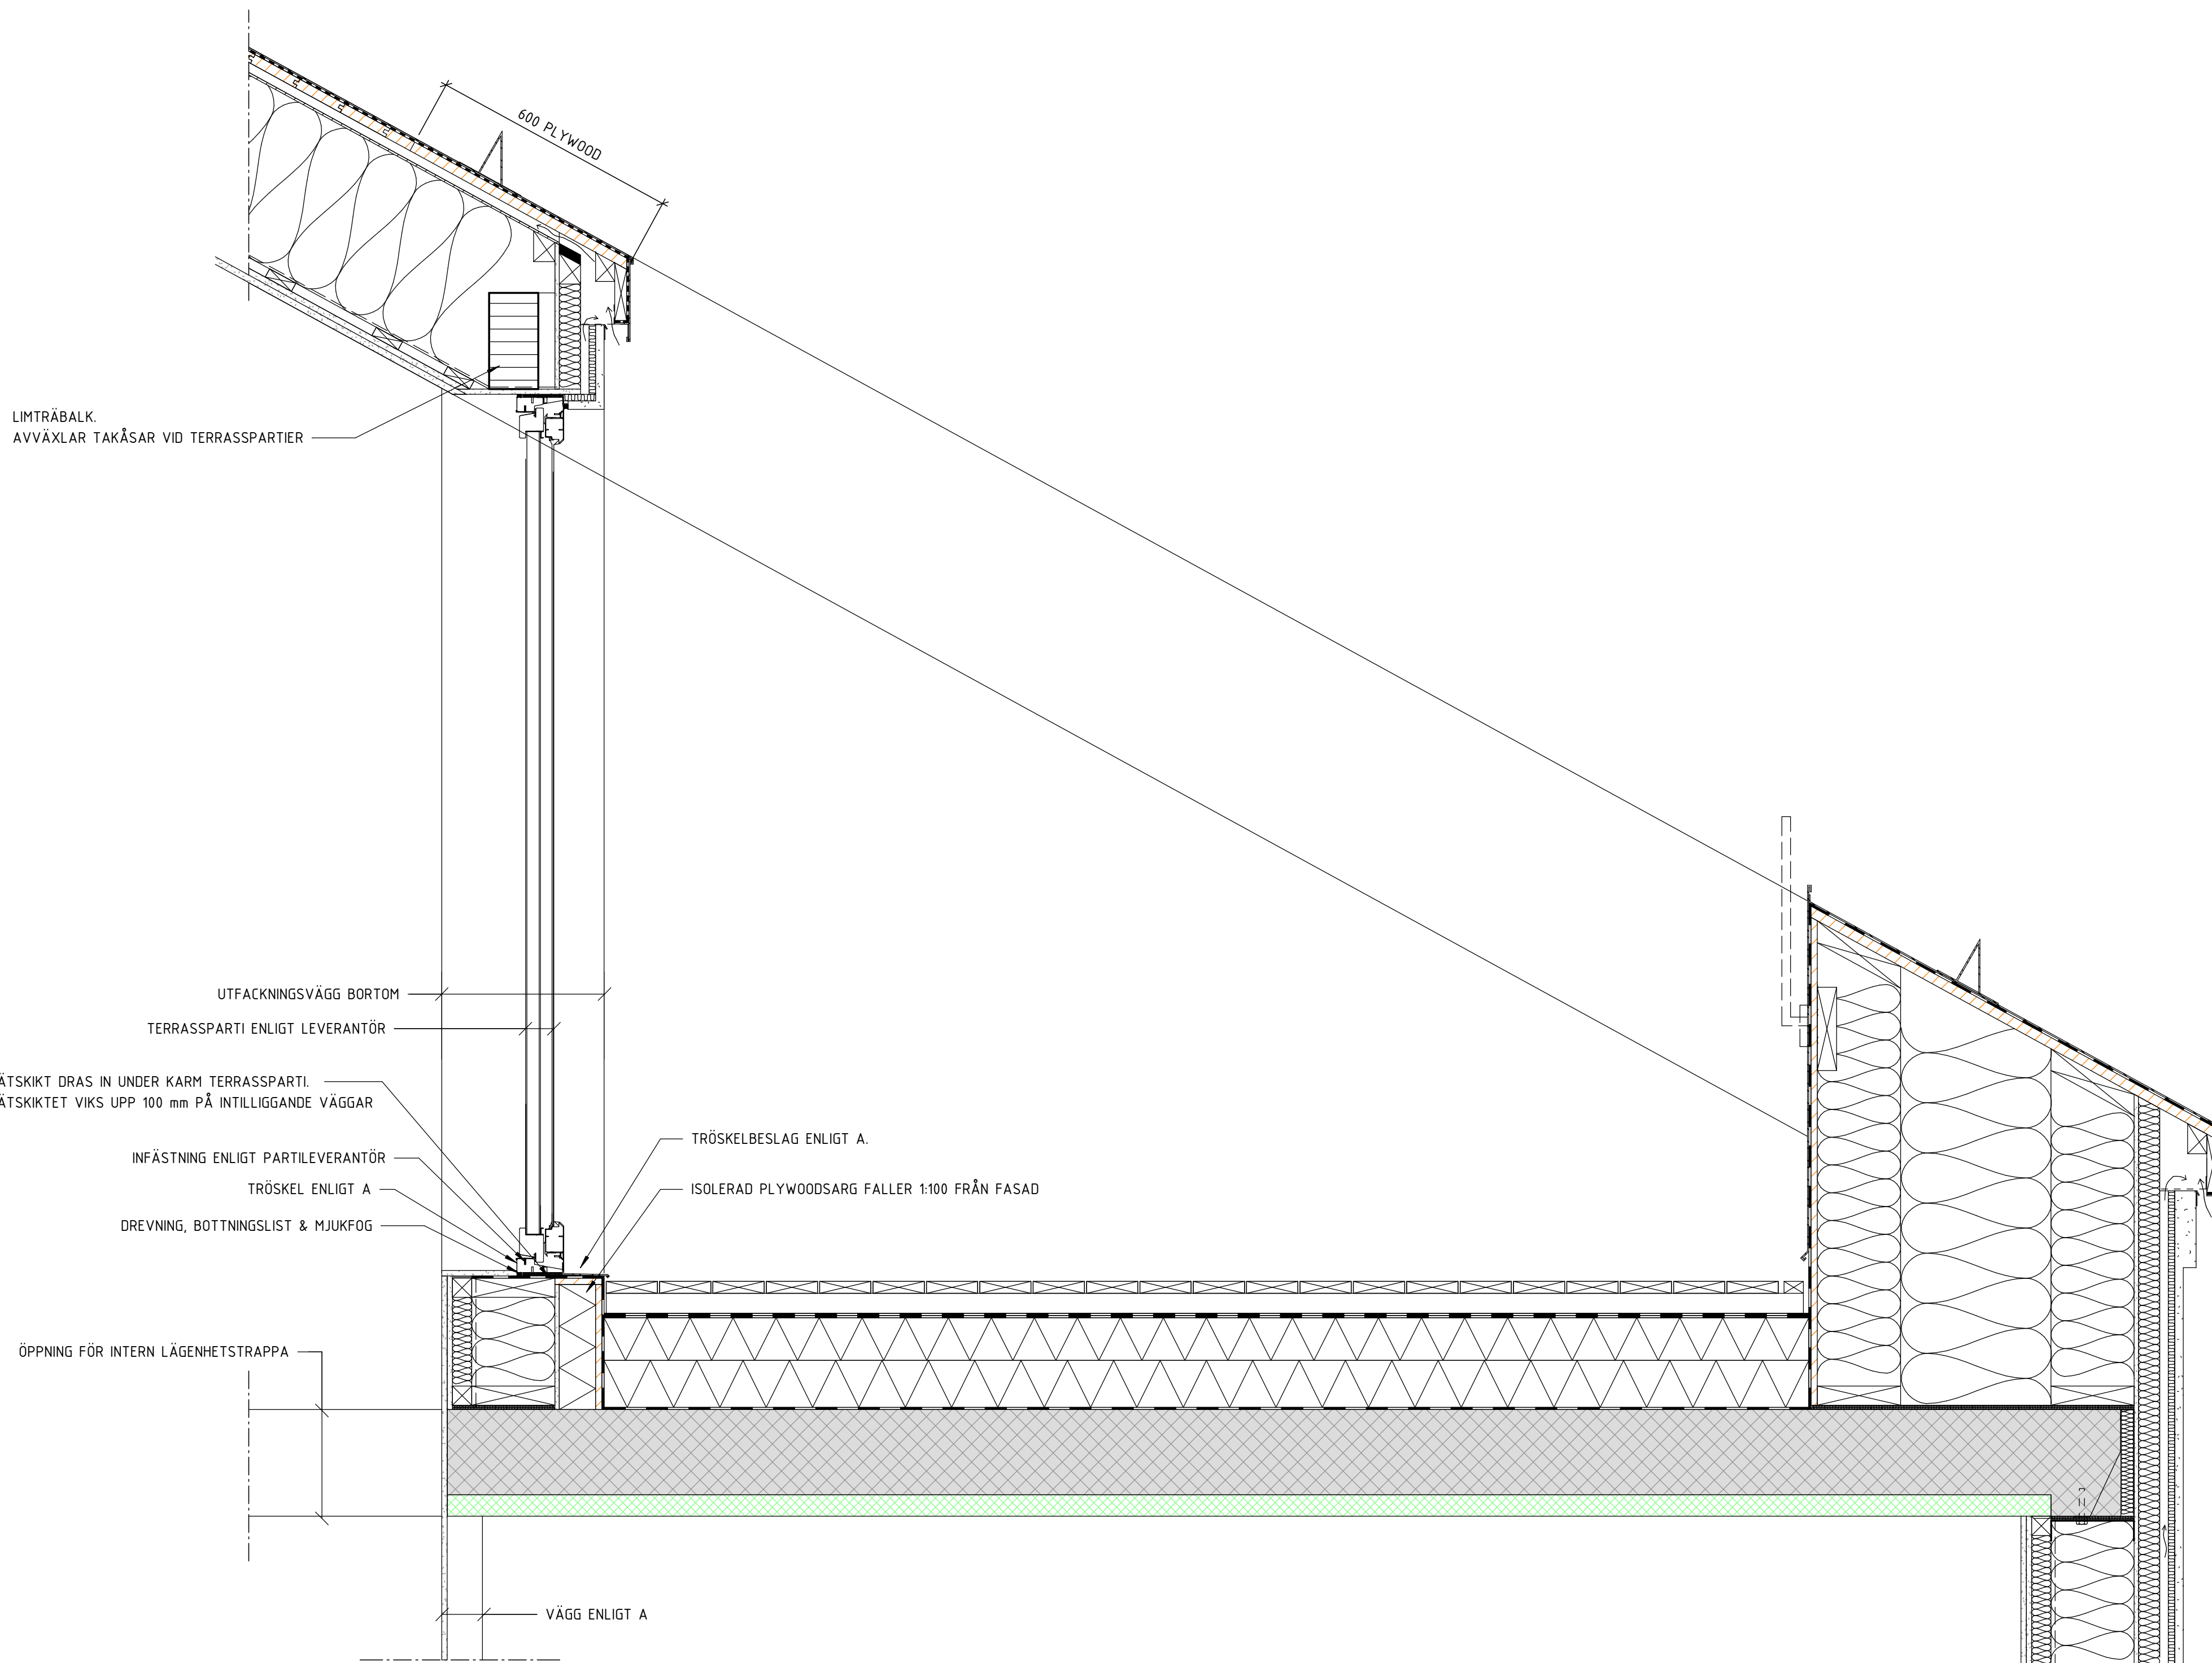 600 PLYWOOD
LIMTRÄBALK.
AVVÄXLAR TAKÅSAR VID TERRASSPARTIER
UTFACKNINGSVÄGG BORTOM
TERRASSPARTI ENLIGT LEVERANTÖR
ÄTSKIKT DRAS IN UNDER KARM TERRASSPARTI.
ÄTSKIKTET VIKS UPP 100 mm PÅ INTILLIGGANDE VÄGGAR
TRÖSKELBESLAG ENLIGT A.
INFÄSTNING ENLIGT PARTILEVERANTÖR
TRÖSKEL ENLIGT A
ISOLERAD PLYWOODSARG FALLER 1:100 FRÅN FASAD
DREVNING, BOTTNINGSLIST & MJUKFOG
ÖPPNING FÖR INTERN LÄGENHETSTRAPPA
VÄGG ENLIGT A